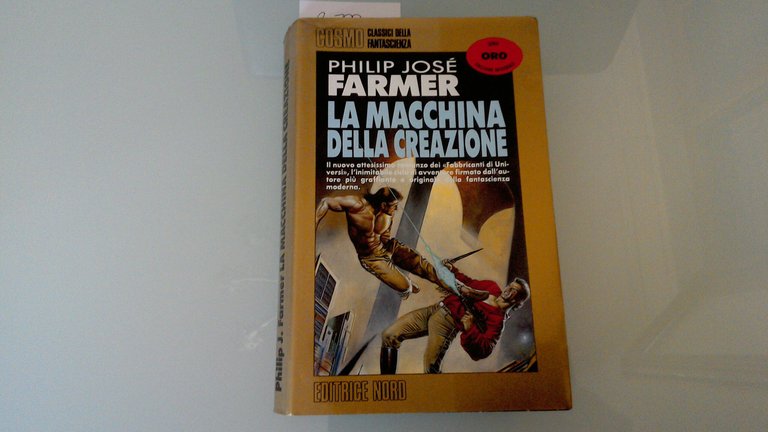 COSMO CLASSICI DELLA
FANTASCIENZA
ORO
PHILIP JOSÉ
FARMER
LA MACCHINA
DELLA CREAZIONE
Il nuovo attesissimo romanzo dei «Fabbricanti di Uni-
versi», l'inimitabile ciclo di avventure firmato dall'au-
tore più graffiante e originale della fantascienza
moderna.
EDITRICE NORD
Philip J. Farmer LA MACCHINA DELLA CREAZIONE